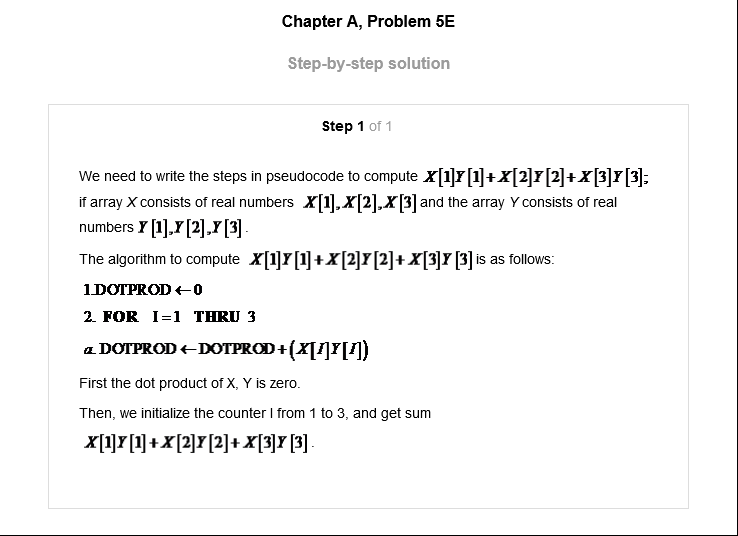 Chapter A, Problem 5E
Step-by-step solution
Step 1 of 1
We need to write the steps in pseudocode to compute X[1]Y[1]+X[2]Y[2]+X[3]Y[3];
if array X consists of real numbers X[1],X[2],X[3] and the array Y consists of real
numbers Y[1],Y[2],Y[3].
The algorithm to compute X[1]Y[1]+X[2]Y[2]+X[3]Y[3] is as follows:
1.DOTPROD ←0
2. FOR I=1 THRU 3
a. DOTPROD ←DOTPROD+(X[I]Y[I])
First the dot product of X, Y is zero.
Then, we initialize the counter I from 1 to 3, and get sum
X[1]Y[1]+X[2]Y[2]+X[3]Y[3].